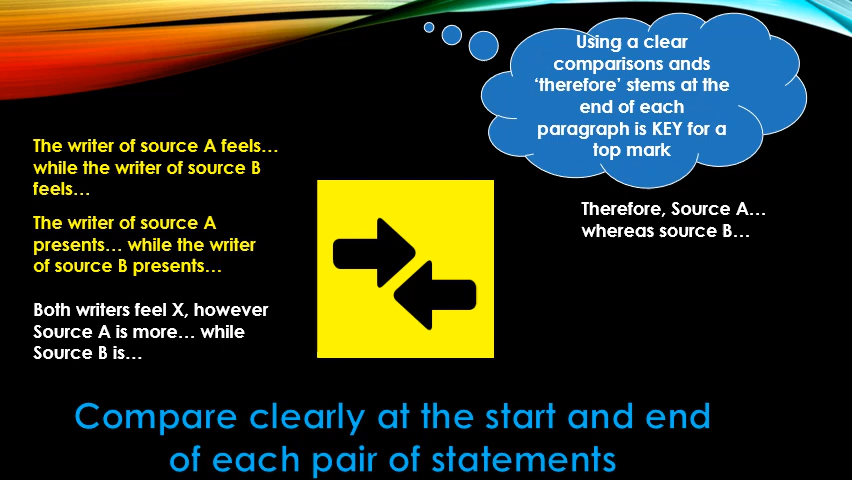 Using a clear
comparisons ands
‘therefore’ stems at the
end of each
paragraph is KEY for a
top mark
The writer of source A feels…
while the writer of source B
feels…
The writer of source A
presents… while the writer
of source B presents…
Both writers feel X, however
Source A is more… while
Source B is…
Therefore, Source A…
whereas source B…
Compare clearly at the start and end
of each pair of statements